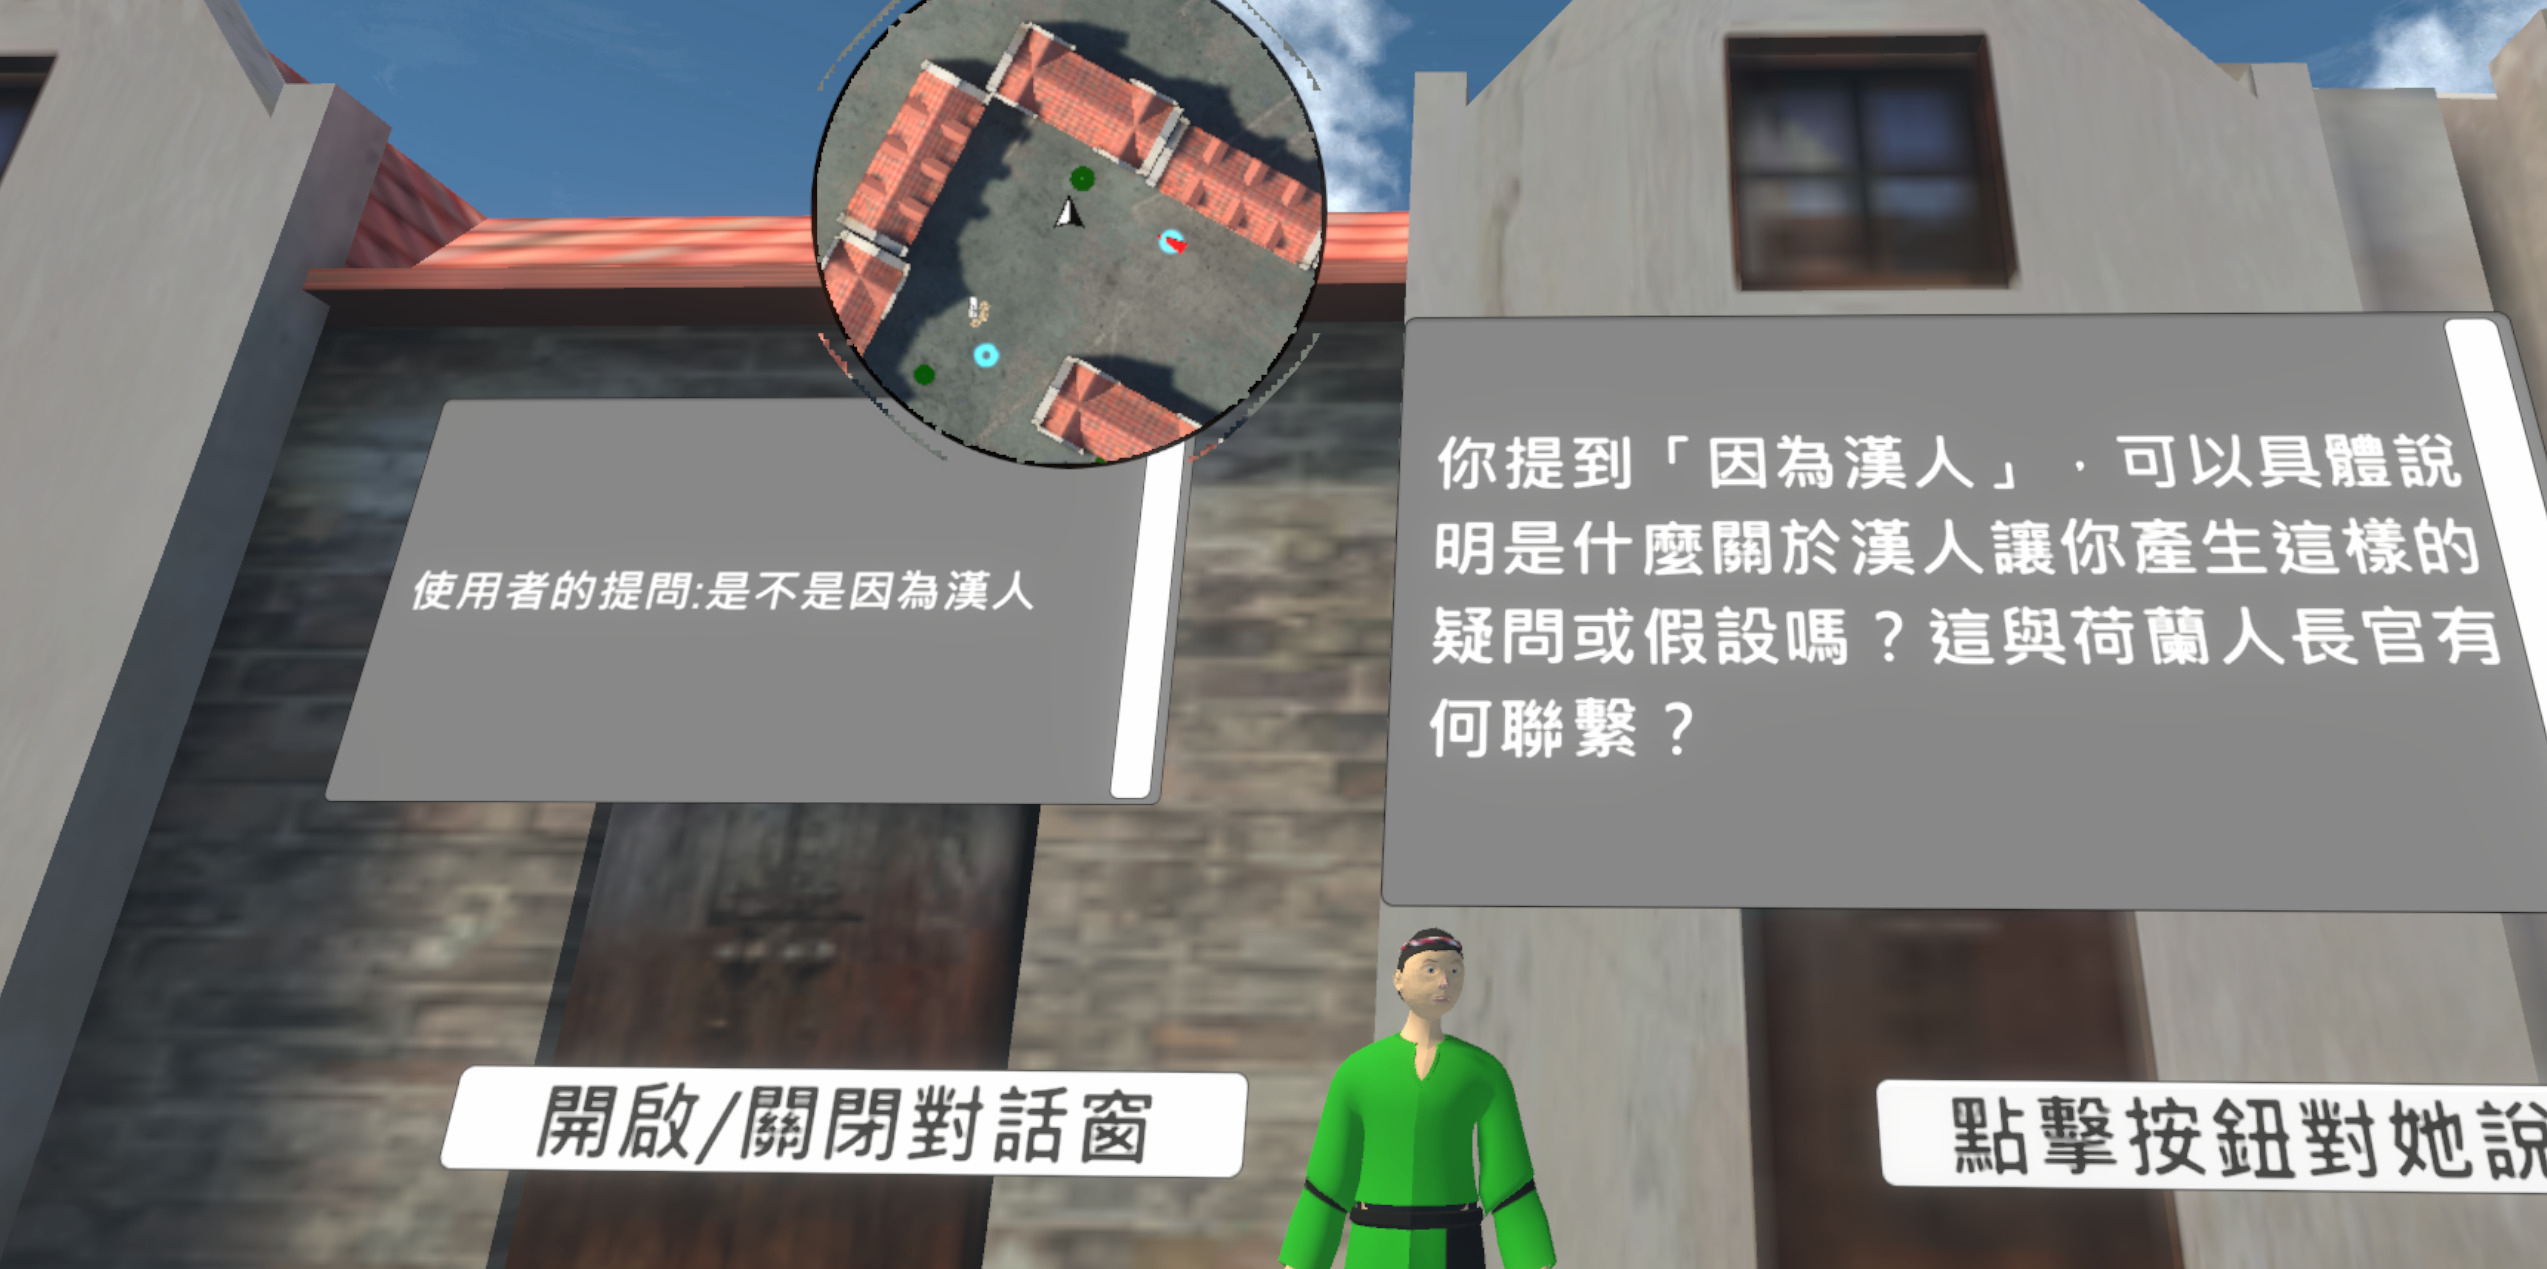 使用者的提問:是不是因為漢人
你提到「因為漢人」，可以具體說
明是什麼關於漢人讓你產生這樣的
疑問或假設嗎？這與荷蘭人長官有
何聯繫？
開啟/關閉對話窗
點擊按鈕對她說